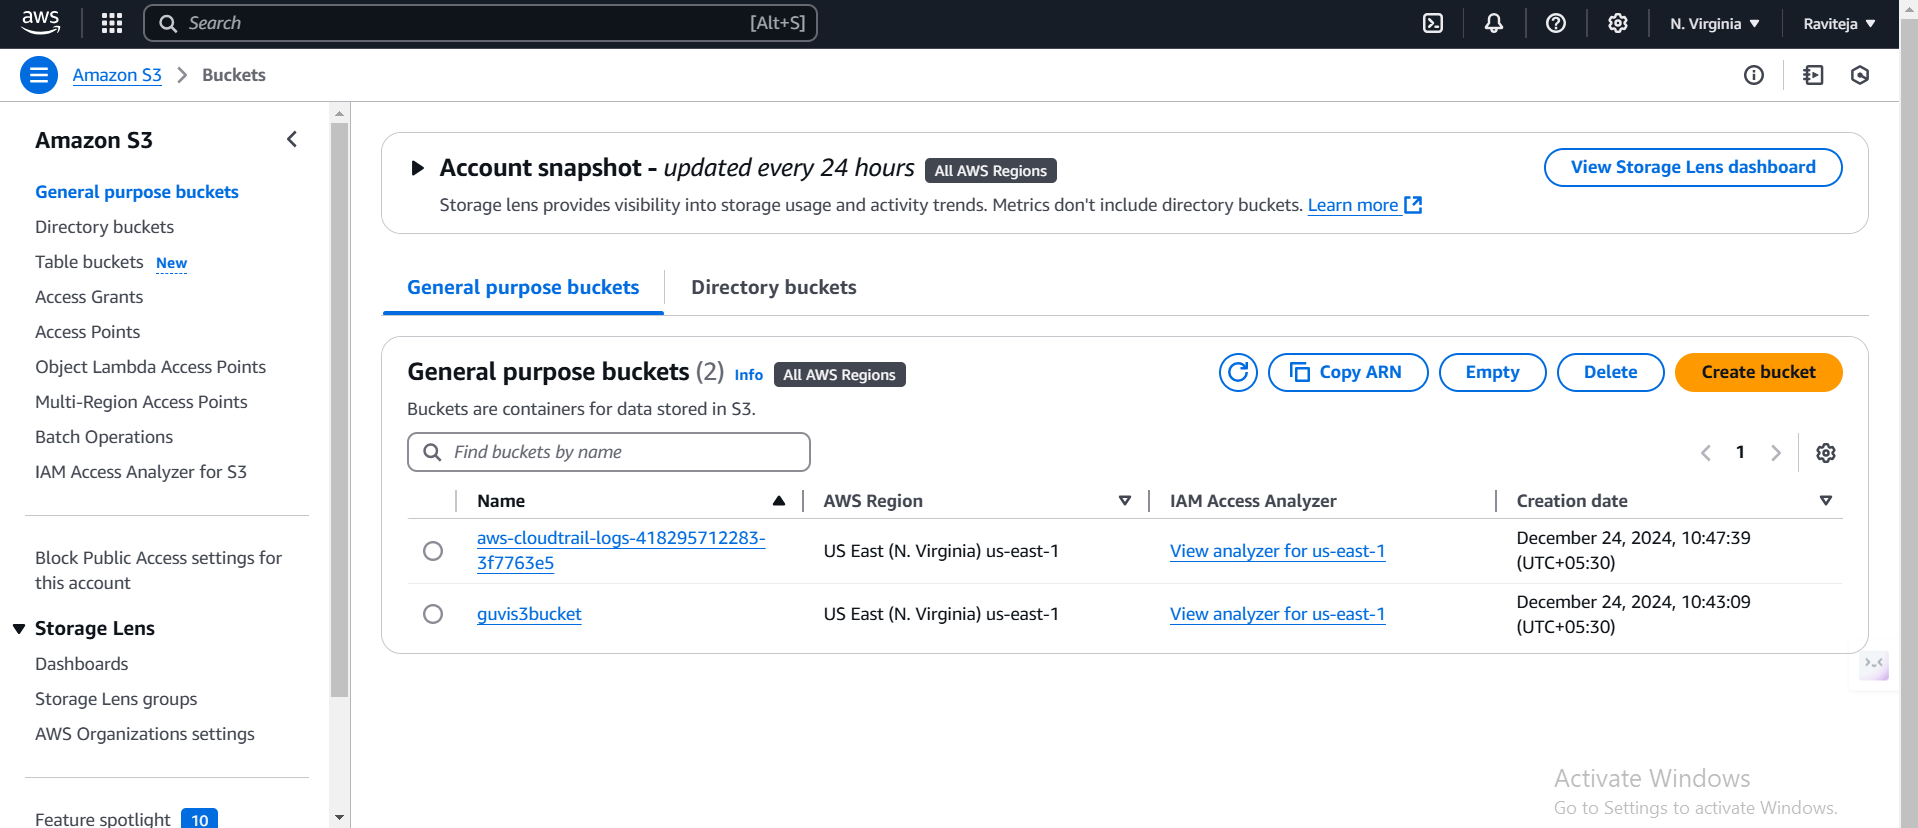 aws
Search [Alt+S]
N. Virginia
Raviteja
Amazon S3
Buckets
Amazon S3
General purpose buckets
Directory buckets
Table buckets New
Access Grants
Access Points
Object Lambda Access Points
Multi-Region Access Points
Batch Operations
IAM Access Analyzer for S3
Block Public Access settings for
this account
Storage Lens
Dashboards
Storage Lens groups
AWS Organizations settings
Feature spotlight 10
Account snapshot - updated every 24 hours All AWS Regions
View Storage Lens dashboard
Storage lens provides visibility into storage usage and activity trends. Metrics don't include directory buckets. Learn more
General purpose buckets
Directory buckets
General purpose buckets (2) Info All AWS Regions
Copy ARN
Empty
Delete
Create bucket
Buckets are containers for data stored in S3.
Find buckets by name
1
Name AWS Region IAM Access Analyzer Creation date
aws-cloudtrail-logs-418295712283-
3f7763e5
US East (N. Virginia) us-east-1
View analyzer for us-east-1
December 24, 2024, 10:47:39
(UTC+05:30)
guvis3bucket
US East (N. Virginia) us-east-1
View analyzer for us-east-1
December 24, 2024, 10:43:09
(UTC+05:30)
Activate Windows
Go to Settings to activate Windows.